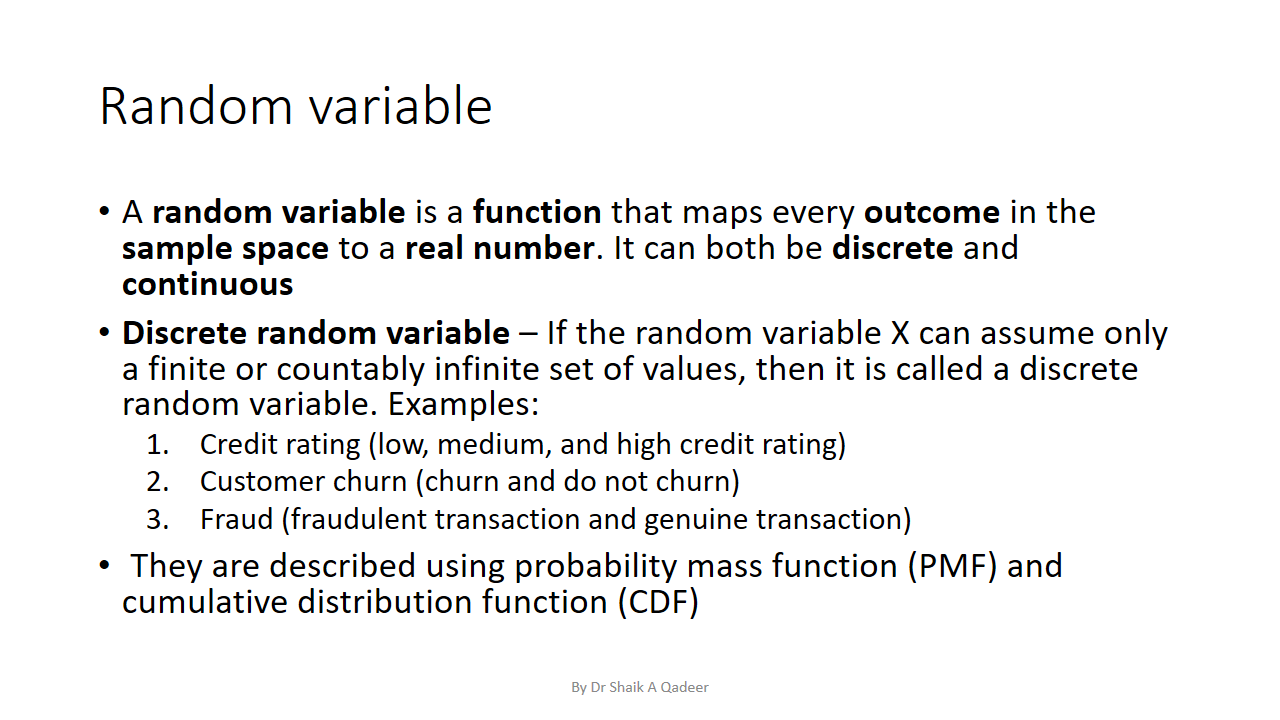 Random variable
• A random variable is a function that maps every outcome in the
sample space to a real number. It can both be discrete and
continuous
• Discrete random variable – If the random variable X can assume only
a finite or countably infinite set of values, then it is called a discrete
random variable. Examples:
1. Credit rating (low, medium, and high credit rating)
2. Customer churn (churn and do not churn)
3. Fraud (fraudulent transaction and genuine transaction)
• They are described using probability mass function (PMF) and
cumulative distribution function (CDF)
By Dr Shaik A Qadeer